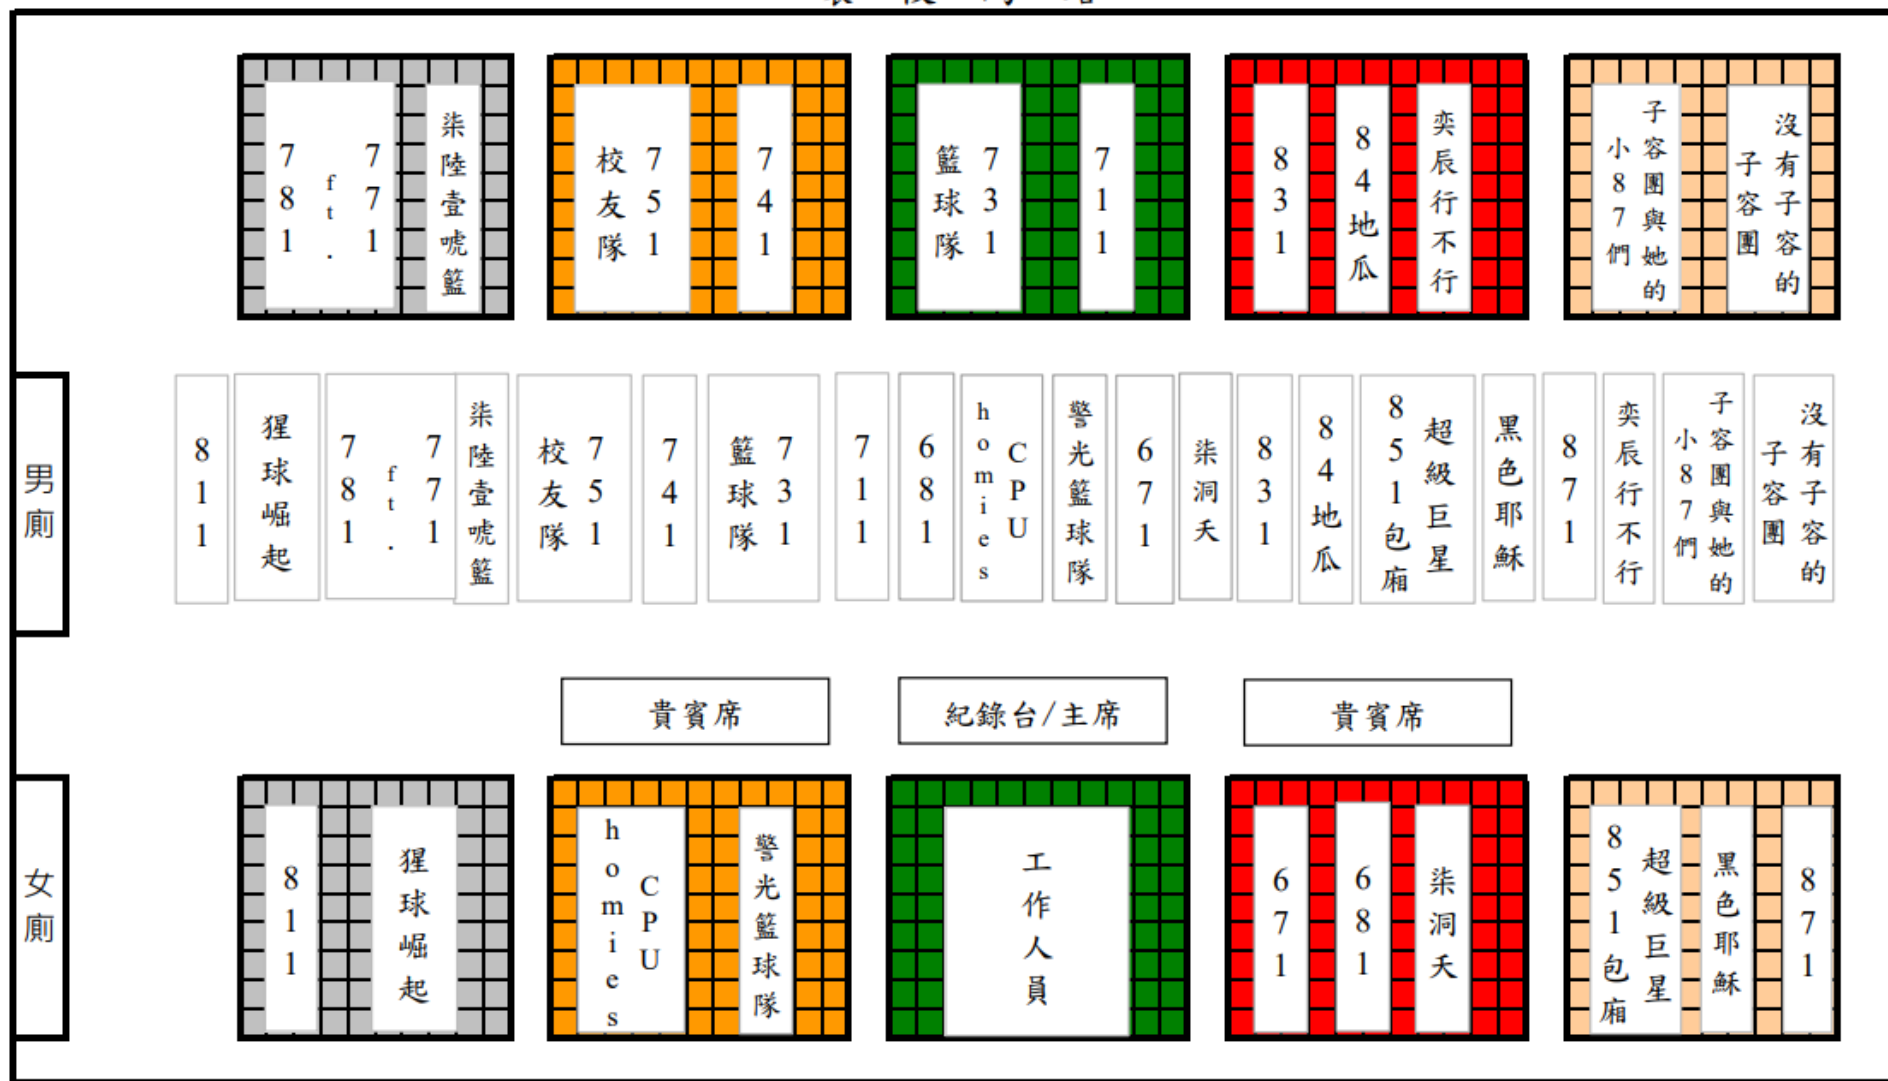 771
ft.
781
柒陸壹唬籃
751
校友隊
741
731
籃球隊
711
831
84地瓜
奕辰行不行
子容團與她的
小87們
沒有子容的
子容團
男廁
811
猩球崛起
771
ft.
781
柒陸壹唬籃
751
校友隊
741
731
籃球隊
711
681
CPU
homies
警光籃球隊
671
柒洞天
831
84地瓜
超級巨星
851包廂
黑色耶穌
871
奕辰行不行
子容團與她的
小87們
沒有子容的
子容團
貴賓席
紀錄台/主席
貴賓席
女廁
811
猩球崛起
CPU
homies
警光籃球隊
工作人員
671
681
柒洞天
超級巨星
851包廂
黑色耶穌
871